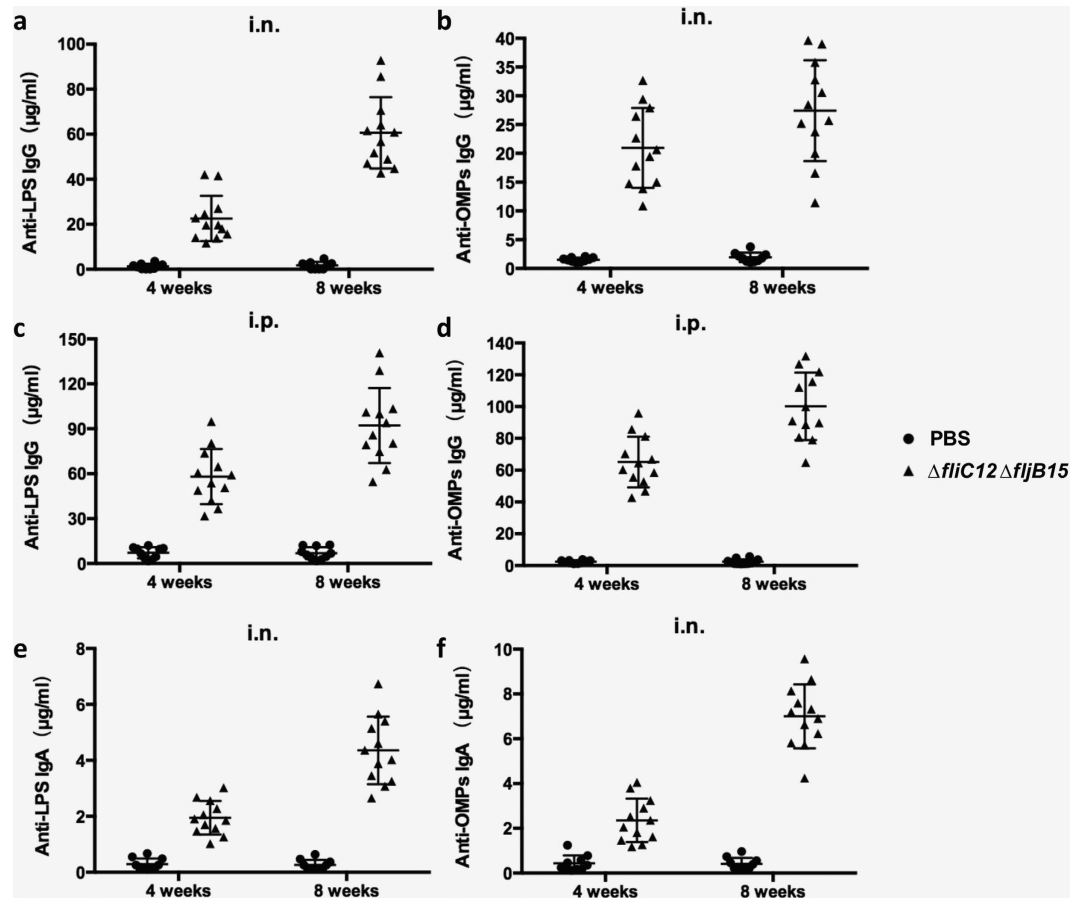 a
i.n.
Anti-LPS IgG (μg/ml)
100
80
60
40
20
0
4 weeks
8 weeks
b
i.n.
Anti-OMPs IgG (μg/ml)
40
35
30
25
20
15
10
5
0
4 weeks
8 weeks
c
i.p.
Anti-LPS IgG (μg/ml)
150
120
90
60
30
0
4 weeks
8 weeks
d
i.p.
Anti-OMPs IgG (μg/ml)
140
120
100
80
60
40
20
0
4 weeks
8 weeks
PBS
ΔfliC12 ΔfljB15
e
i.n.
Anti-LPS IgA (μg/ml)
8
6
4
2
0
4 weeks
8 weeks
f
i.n.
Anti-OMPs IgA (μg/ml)
10
8
6
4
2
0
4 weeks
8 weeks